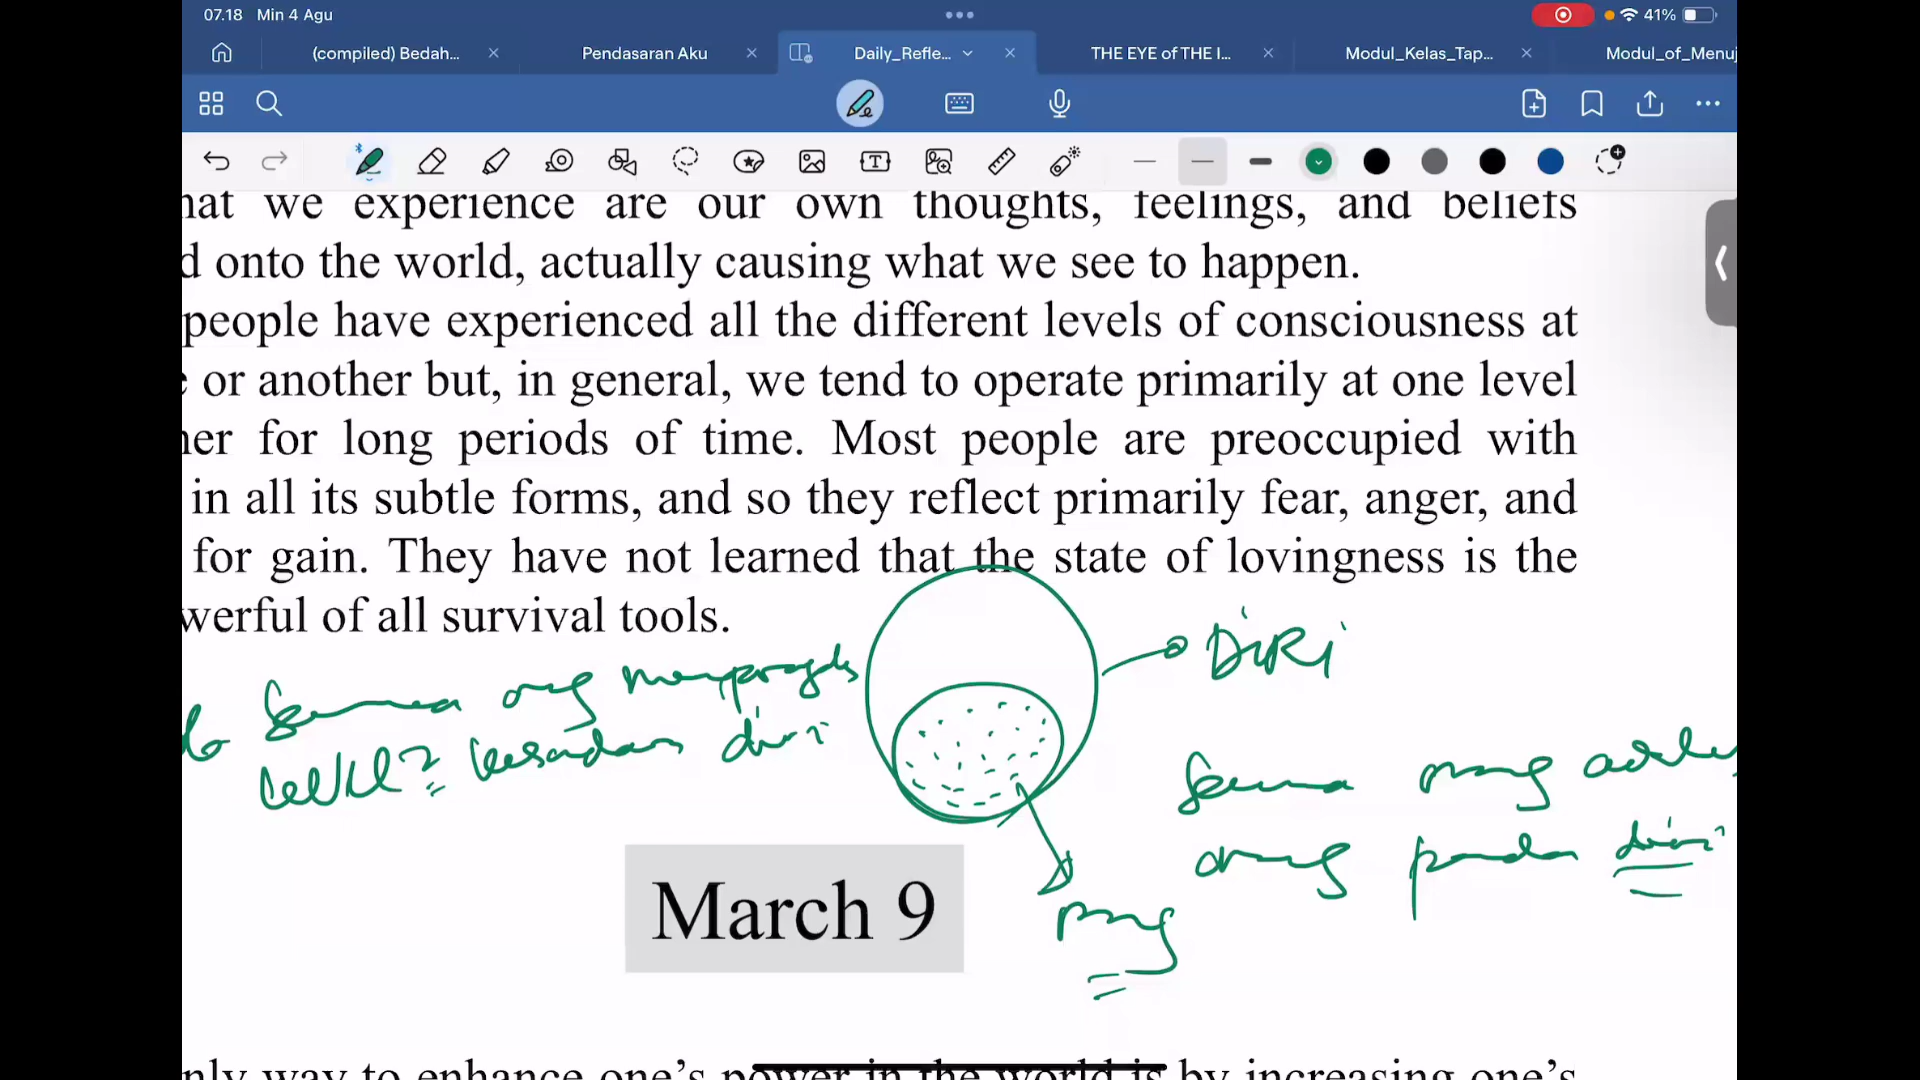 07.18 Min 4 Agu 41%
(compiled) Bedah... Pendasaran Aku Daily_Refle... THE EYE of THE I... Modul_Kelas_Tap... Modul_of_Menuj
hat we experience are our own thoughts, feelings, and beliefs
d onto the world, actually causing what we see to happen.
people have experienced all the different levels of consciousness at
e or another but, in general, we tend to operate primarily at one level
her for long periods of time. Most people are preoccupied with
in all its subtle forms, and so they reflect primarily fear, anger, and
for gain. They have not learned that the state of lovingness is the
werful of all survival tools.
DiRi
Semua org
kesadaran diri
Semua orang
orang pada diri
orang
March 9
nly way to enhance one's power in the world is by increasing one's